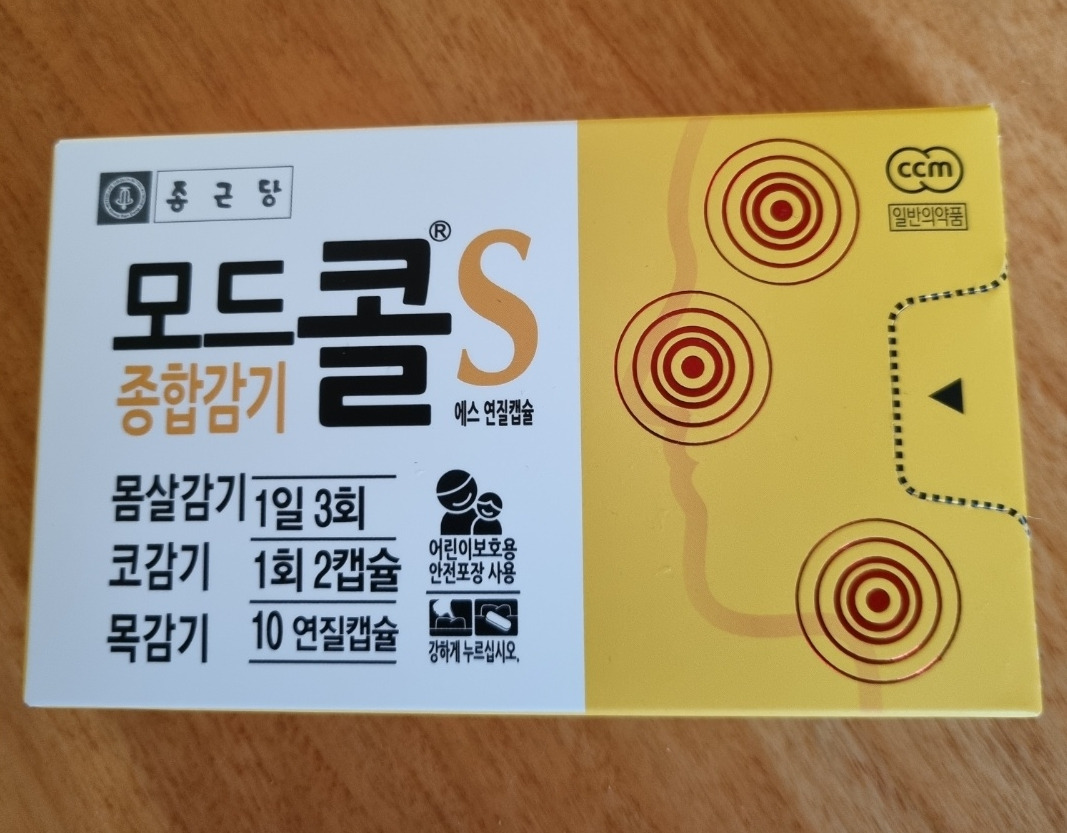 종근당
모드콜® S
종합감기
에스 연질캡슐
몸살감기
코감기
목감기
1일 3회
1회 2캡슐
10 연질캡슐
어린이보호용
안전포장 사용
강하게 누르십시오.
ccm
일반의약품